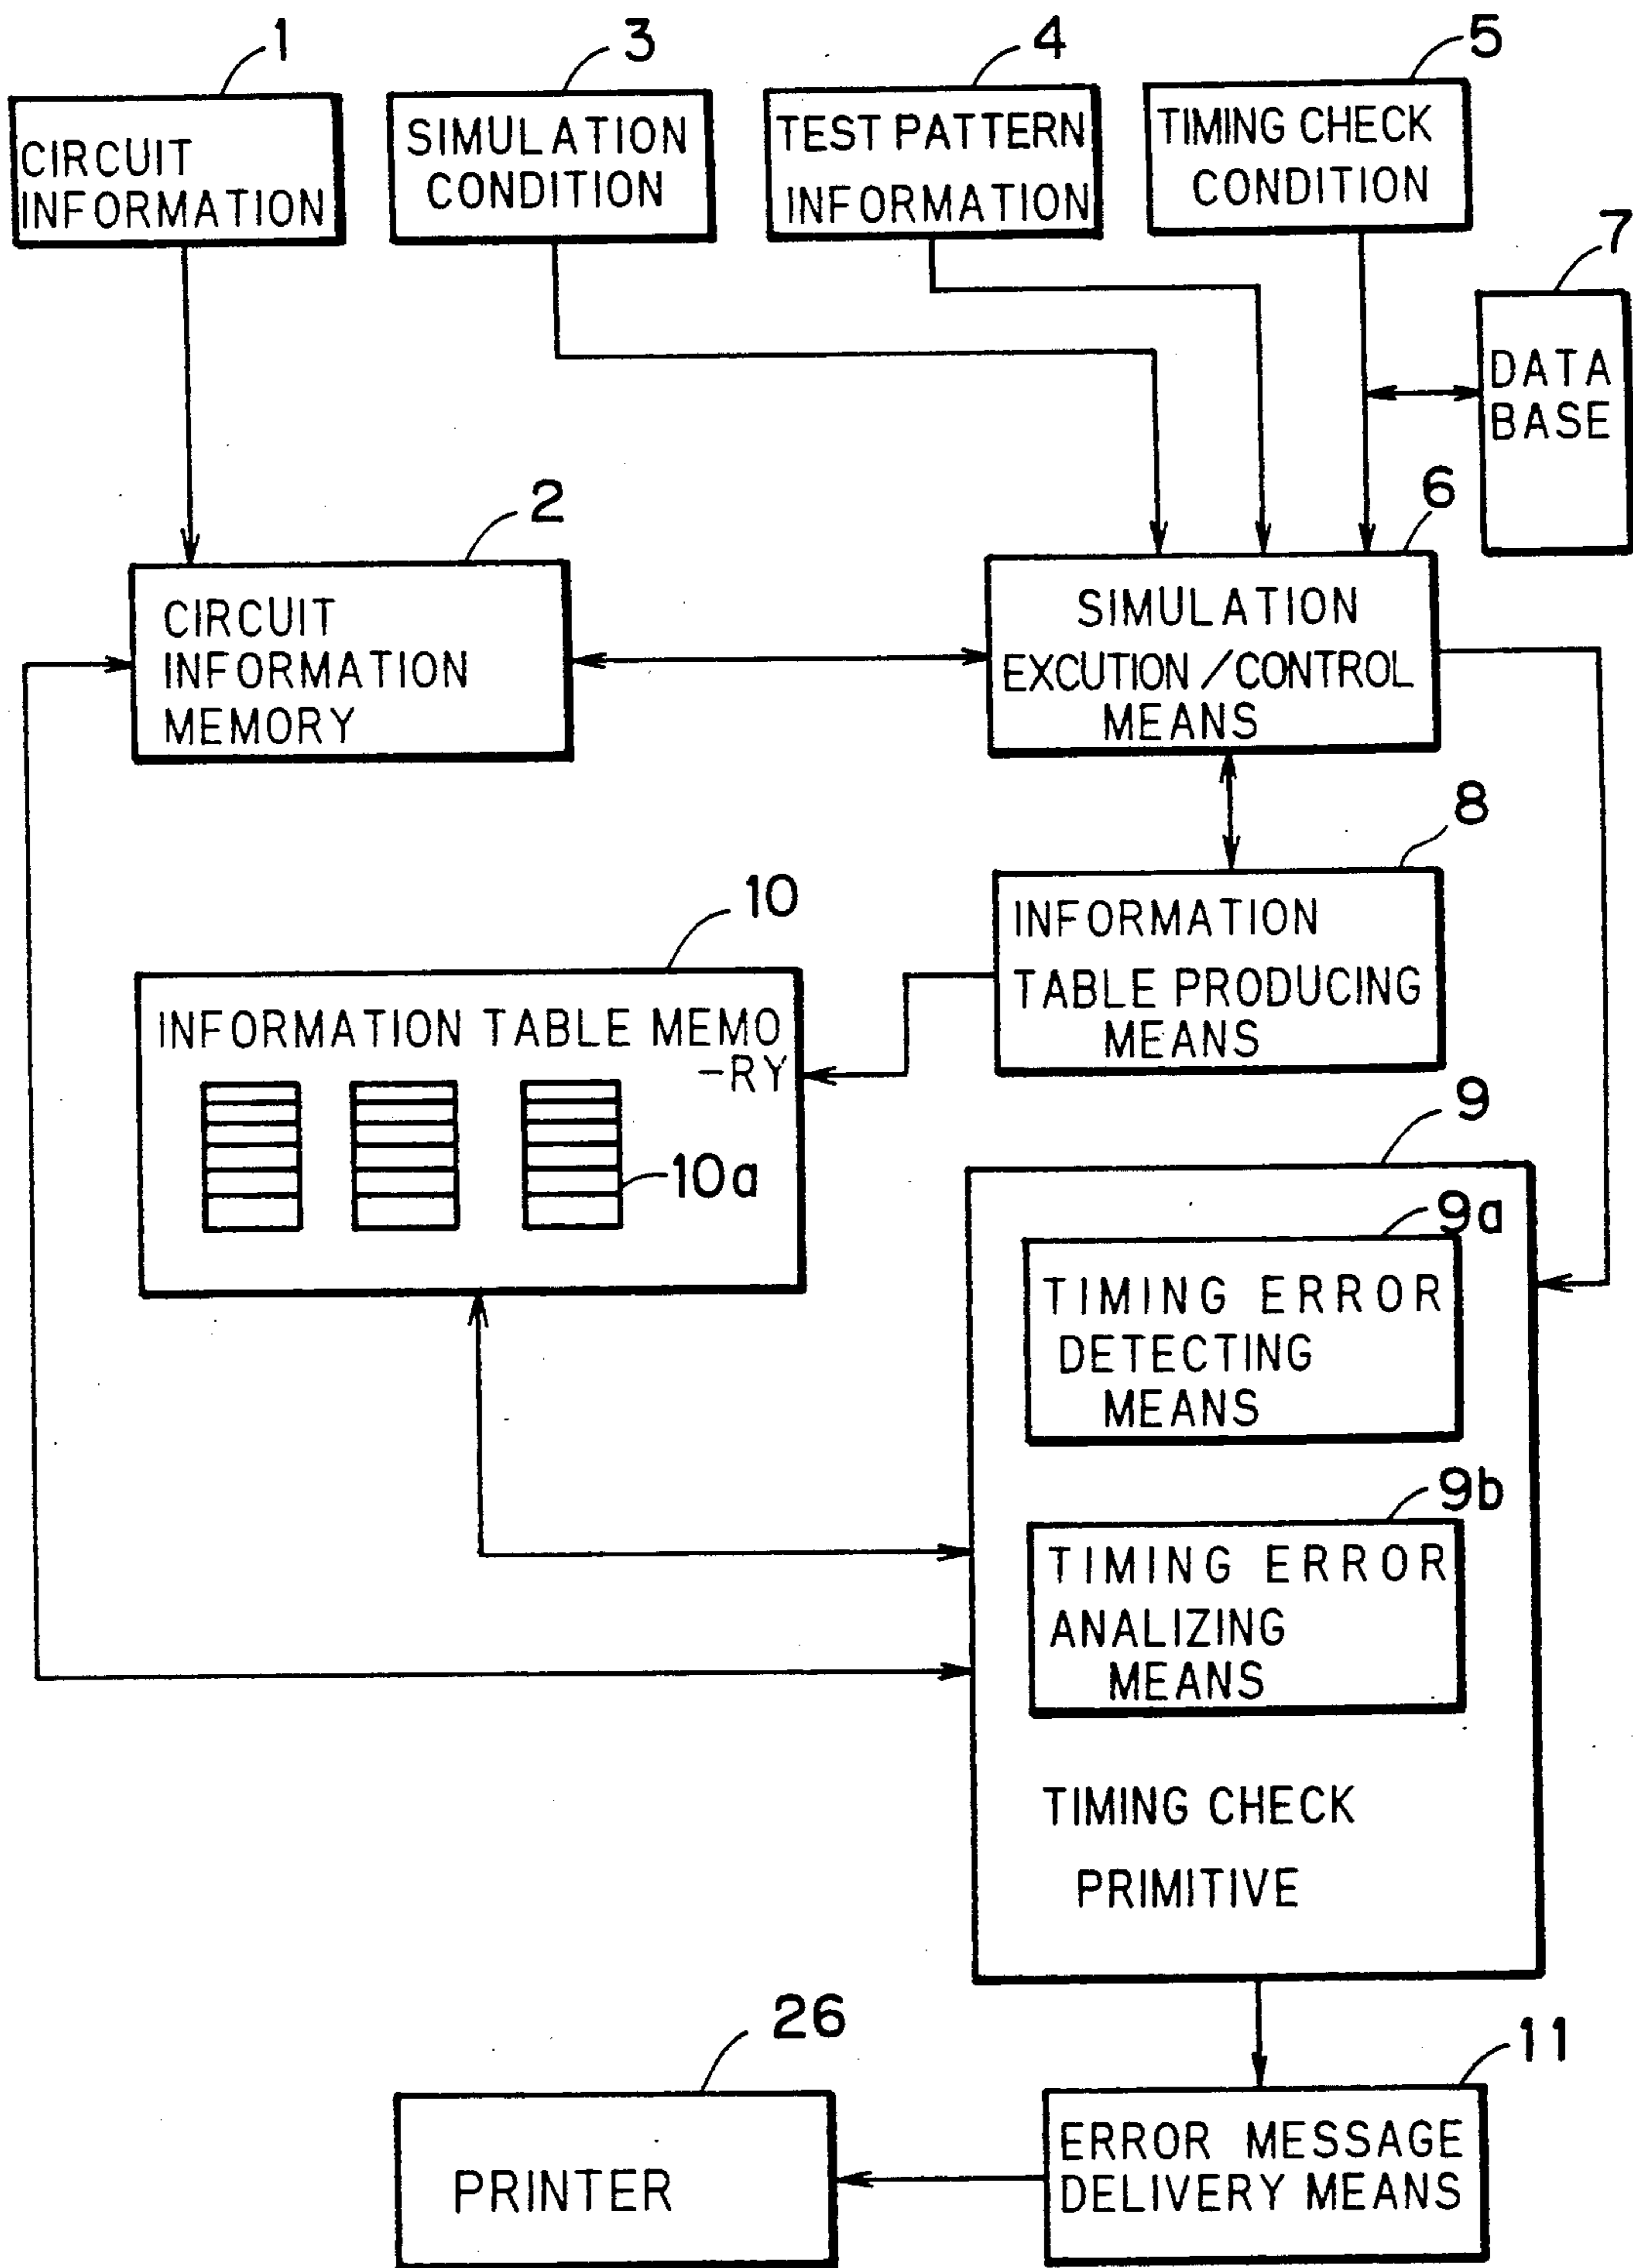 1
3
4
5
CIRCUIT
INFORMATION
SIMULATION
CONDITION
TEST PATTERN
INFORMATION
TIMING CHECK
CONDITION
7
DATA
BASE
2
6
CIRCUIT
INFORMATION
MEMORY
SIMULATION
EXCUTION/CONTROL
MEANS
8
10
INFORMATION
TABLE PRODUCING
MEANS
INFORMATION TABLE MEMO
-RY
10a
9
9a
TIMING ERROR
DETECTING
MEANS
9b
TIMING ERROR
ANALIZING
MEANS
TIMING CHECK
PRIMITIVE
26
11
PRINTER
ERROR MESSAGE
DELIVERY MEANS